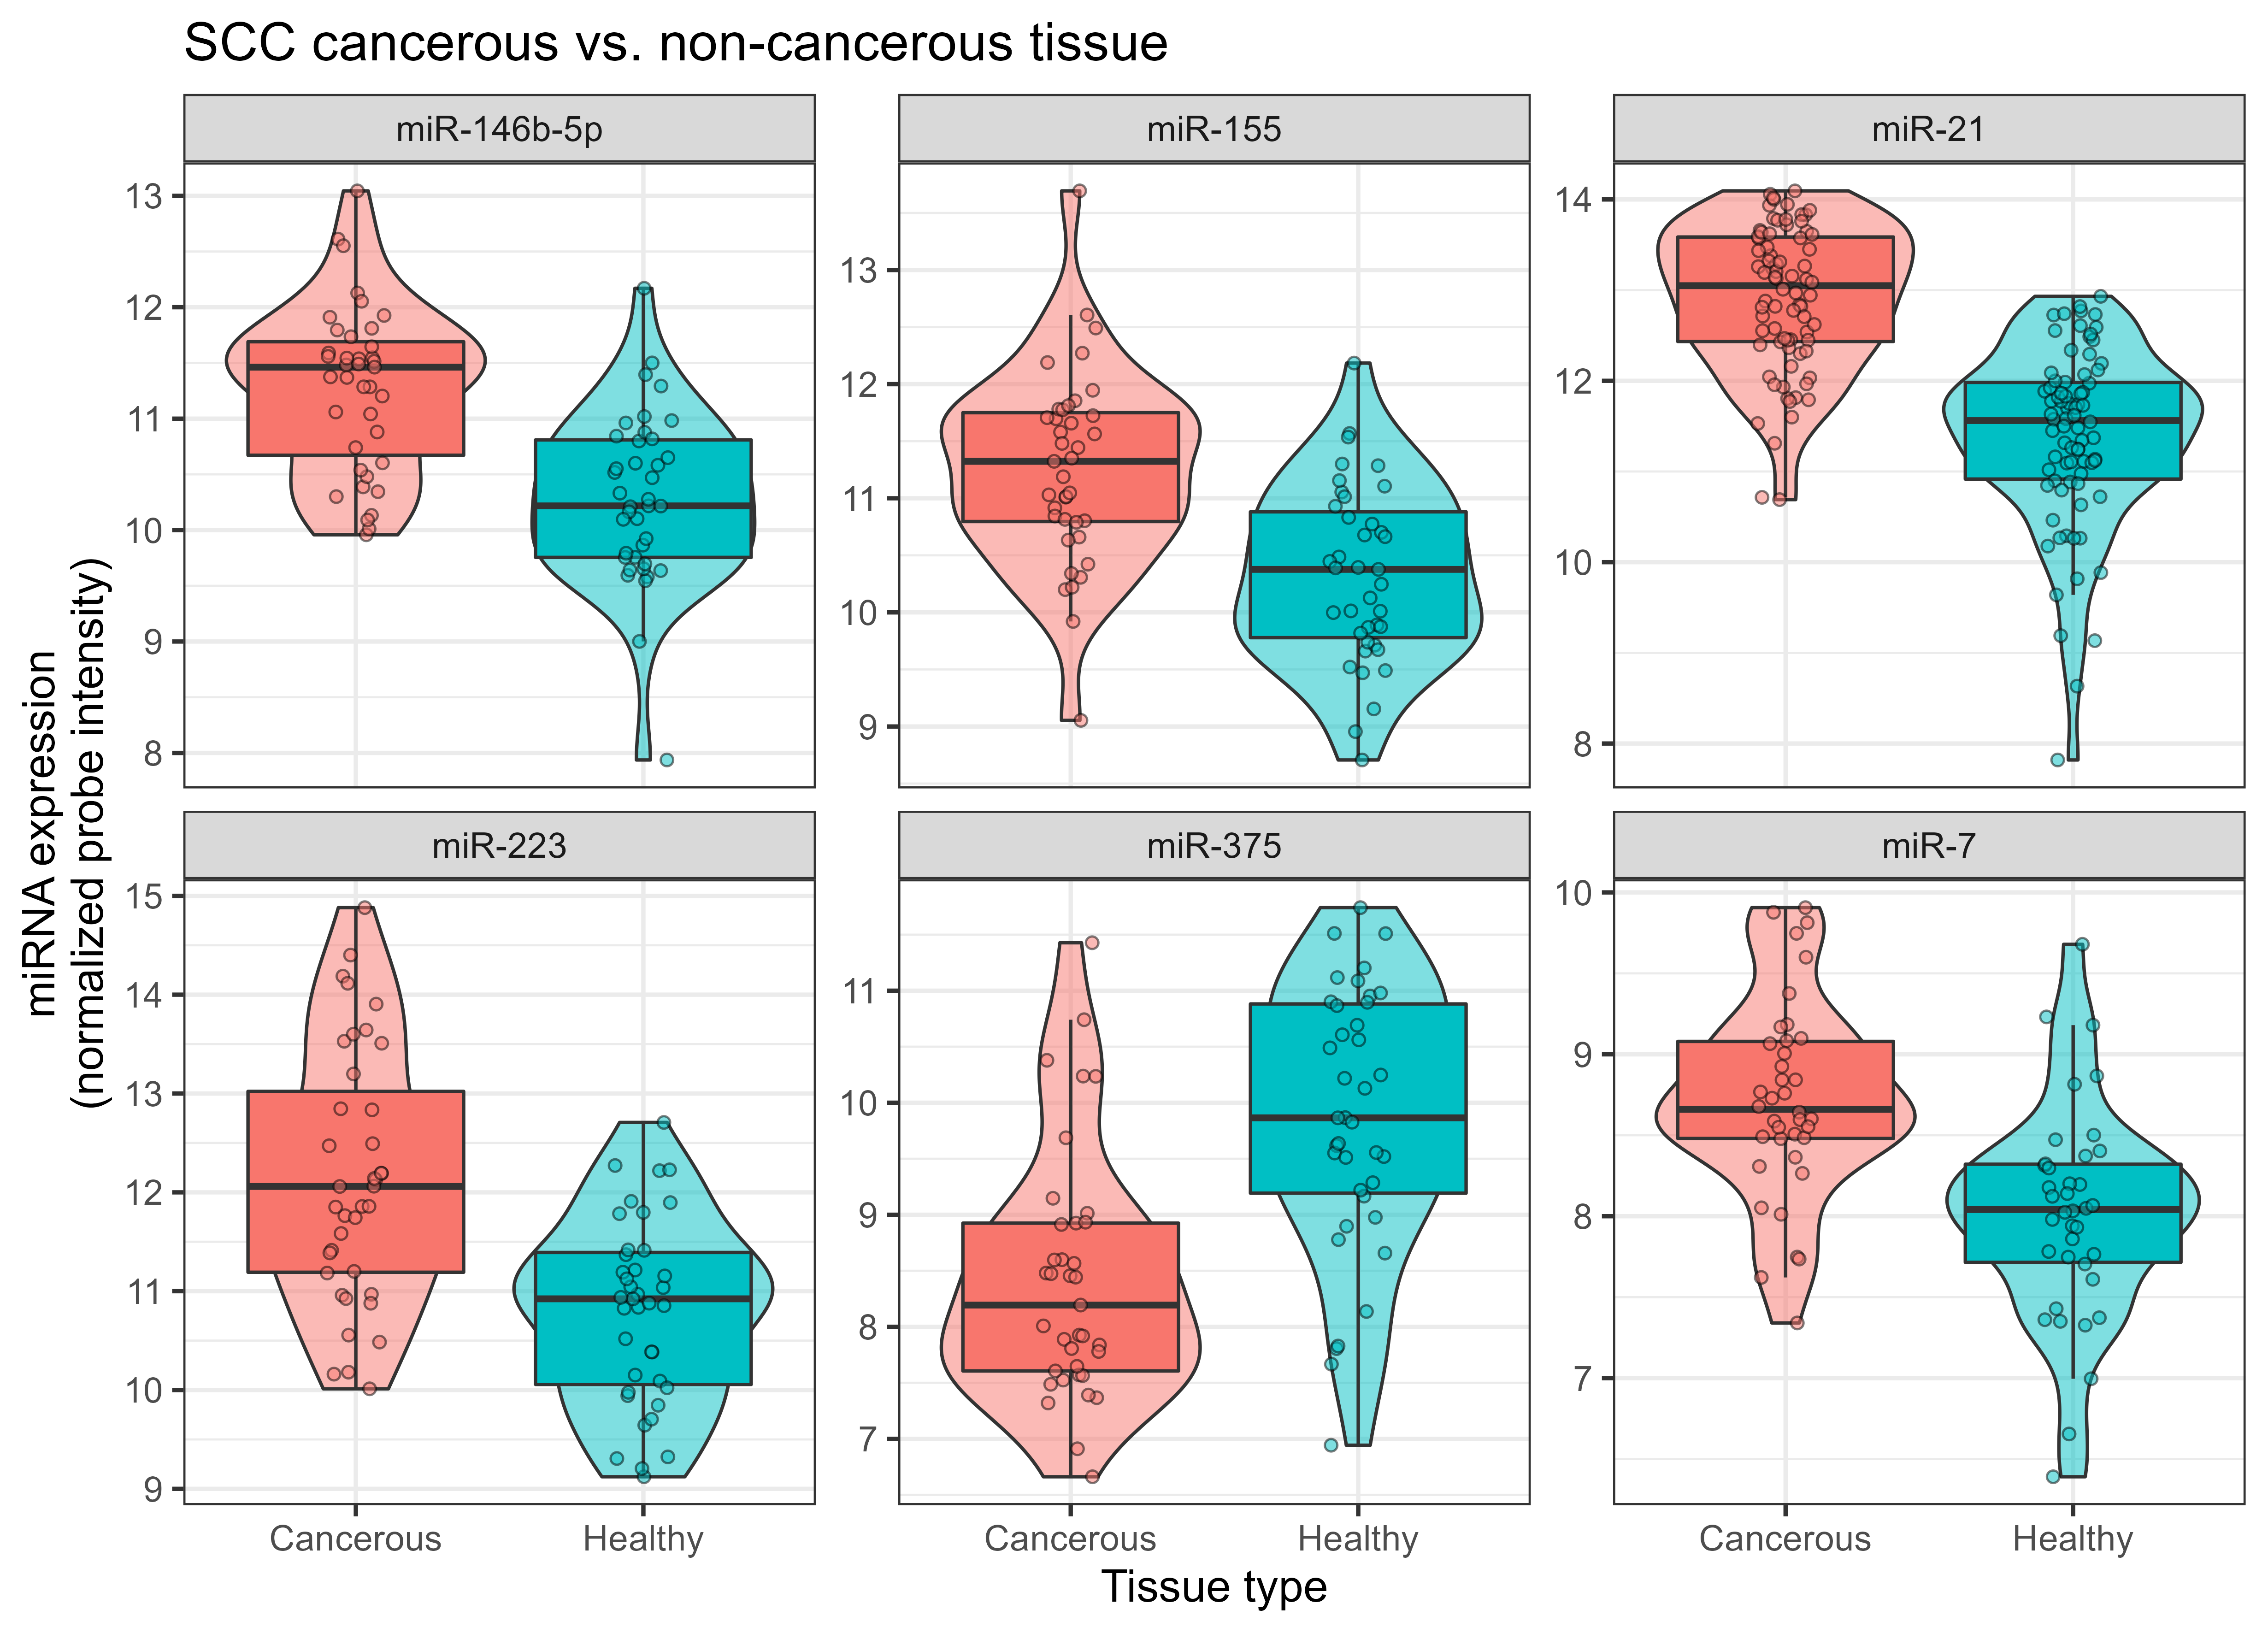 SCC cancerous vs. non-cancerous tissue
miR-146b-5p
miR-155
miR-21
13
12
11
10
9
8
13
12
11
10
9
14
12
10
8
miRNA expression
(normalized probe intensity)
miR-223
miR-375
miR-7
15
14
13
12
11
10
9
11
10
9
8
7
10
9
8
7
Cancerous Healthy
Cancerous Healthy
Cancerous Healthy
Tissue type